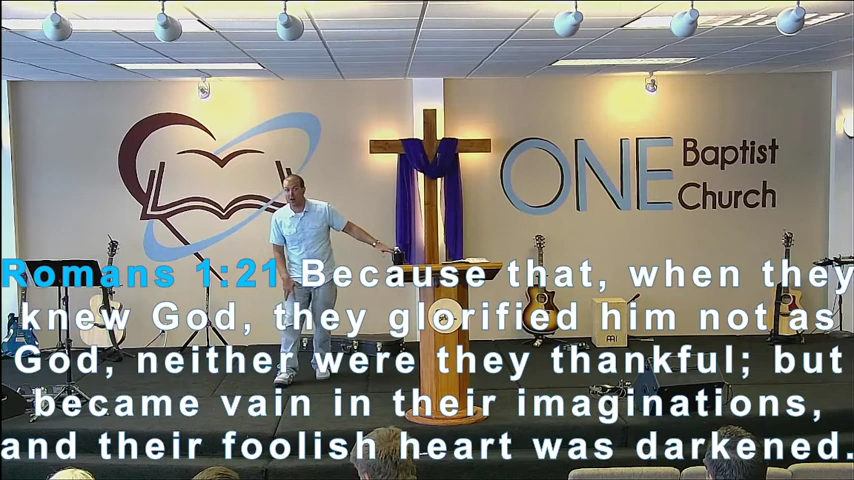 ONE Baptist
Church
Romans 1:21 Because that, when they
knew God, they glorified him not as
God, neither were they thankful; but
became vain in their imaginations,
and their foolish heart was darkened.